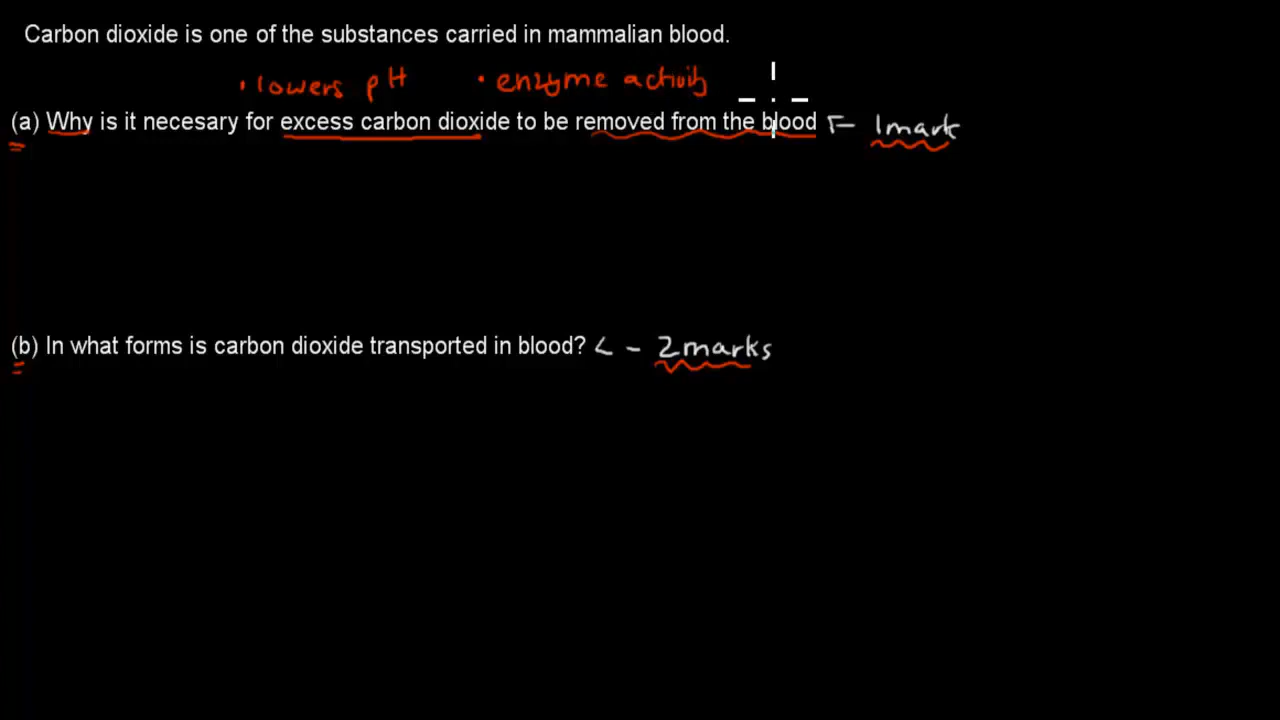 Carbon dioxide is one of the substances carried in mammalian blood.
• lowers pH • enzyme activity
(a) Why is it necesary for excess carbon dioxide to be removed from the blood 1 mark
(b) In what forms is carbon dioxide transported in blood? < - 2 marks